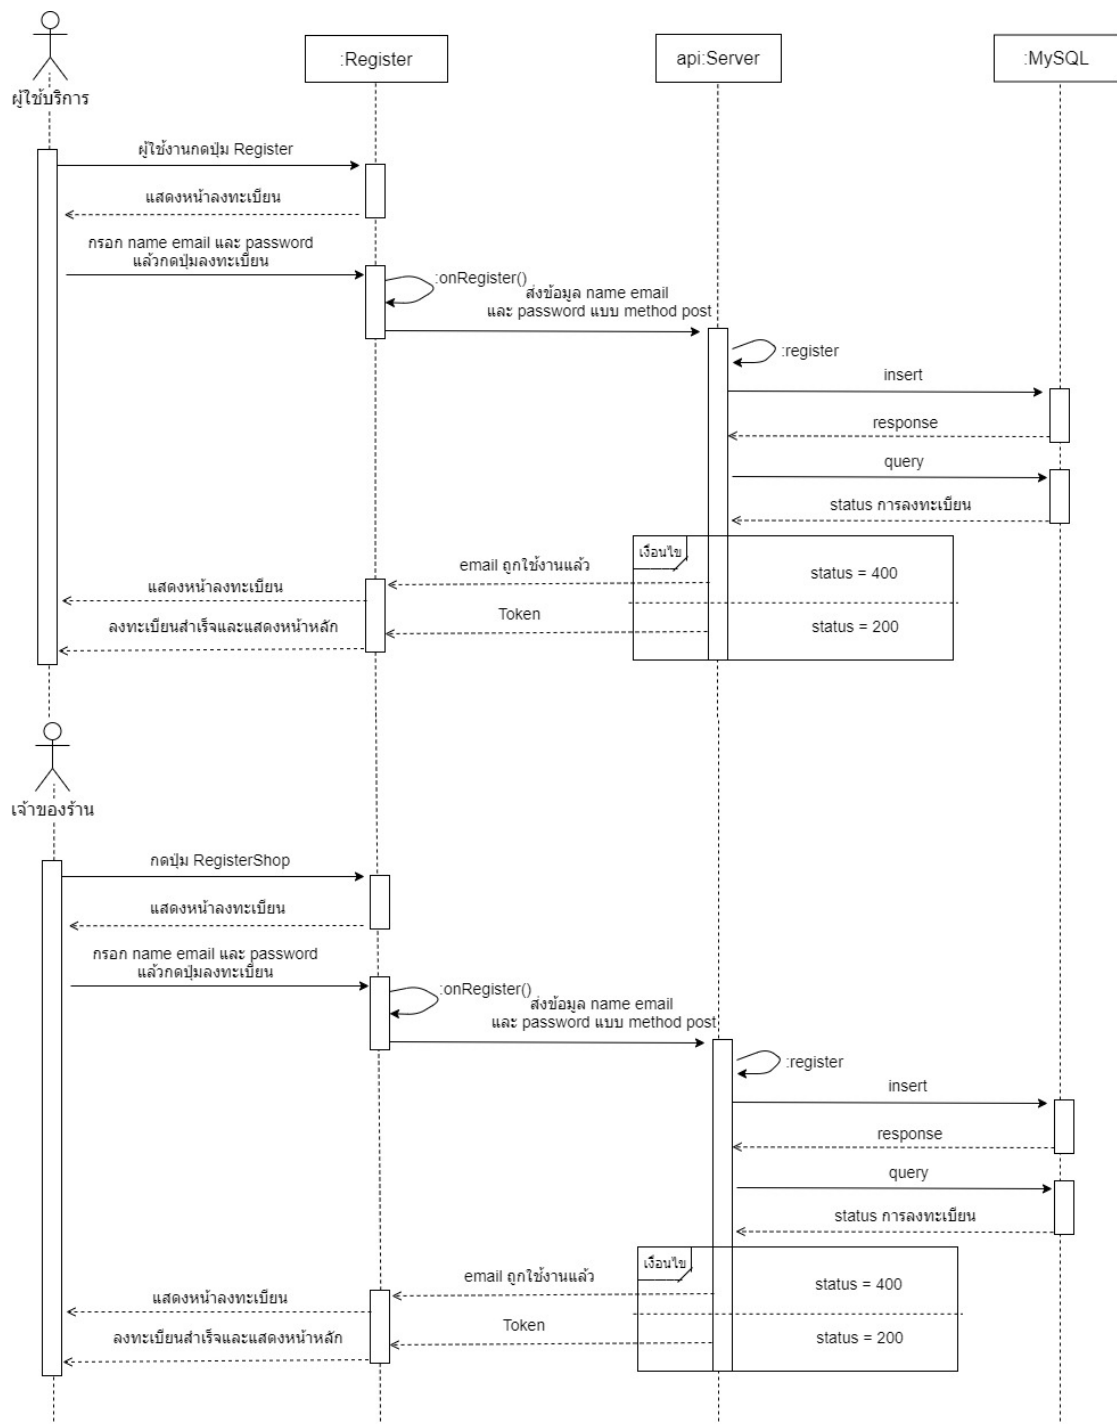 :Register
api:Server
:MySQL
ผู้ใช้บริการ
ผู้ใช้งานกดปุ่ม Register
แสดงหน้าลงทะเบียน
กรอก name email และ password
แล้วกดปุ่มลงทะเบียน
:onRegister()
ส่งข้อมูล name email
และ password แบบ method post
:register
insert
response
query
status การลงทะเบียน
เงื่อนไข
email ถูกใช้งานแล้ว
status = 400
แสดงหน้าลงทะเบียน
Token
status = 200
ลงทะเบียนสำเร็จและแสดงหน้าหลัก
เจ้าของร้าน
กดปุ่ม RegisterShop
แสดงหน้าลงทะเบียน
กรอก name email และ password
แล้วกดปุ่มลงทะเบียน
:onRegister()
ส่งข้อมูล name email
และ password แบบ method post
:register
insert
response
query
status การลงทะเบียน
เงื่อนไข
email ถูกใช้งานแล้ว
status = 400
แสดงหน้าลงทะเบียน
Token
status = 200
ลงทะเบียนสำเร็จและแสดงหน้าหลัก